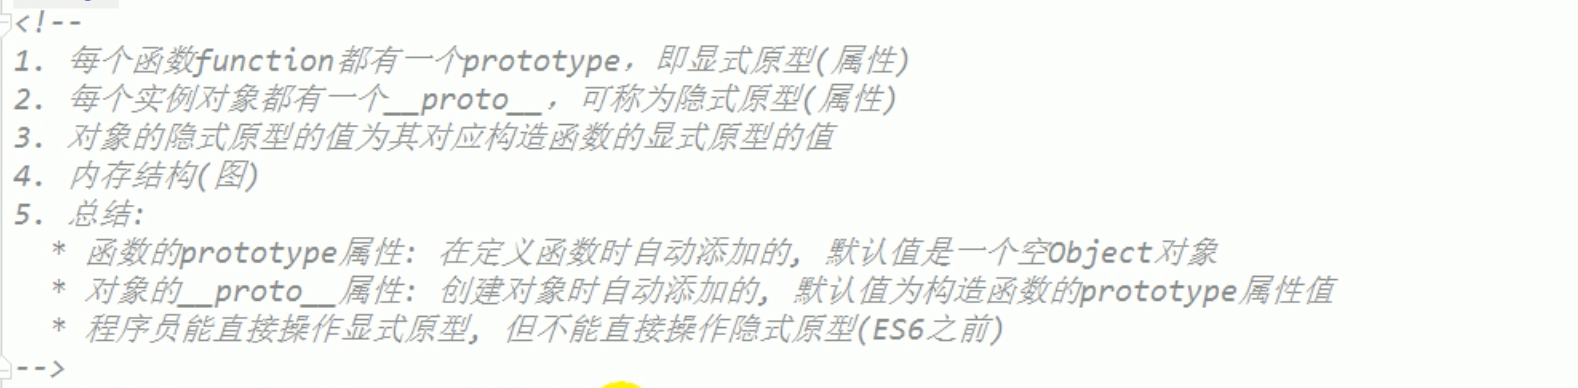 <!--
1. 每个函数function都有一个prototype，即显式原型(属性)
2. 每个实例对象都有一个__proto__，可称为隐式原型(属性)
3. 对象的隐式原型的值为其对应构造函数的显式原型的值
4. 内存结构(图)
5. 总结:
* 函数的prototype属性: 在定义函数时自动添加的, 默认值是一个空Object对象
* 对象的__proto__属性: 创建对象时自动添加的, 默认值为构造函数的prototype属性值
* 程序员能直接操作显式原型, 但不能直接操作隐式原型(ES6之前)
-->